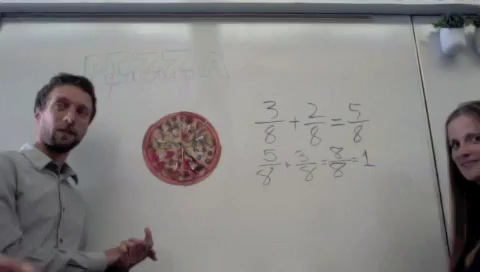 3/8 + 2/8 = 5/8
5/8 + 3/8 = 8/8 = 1